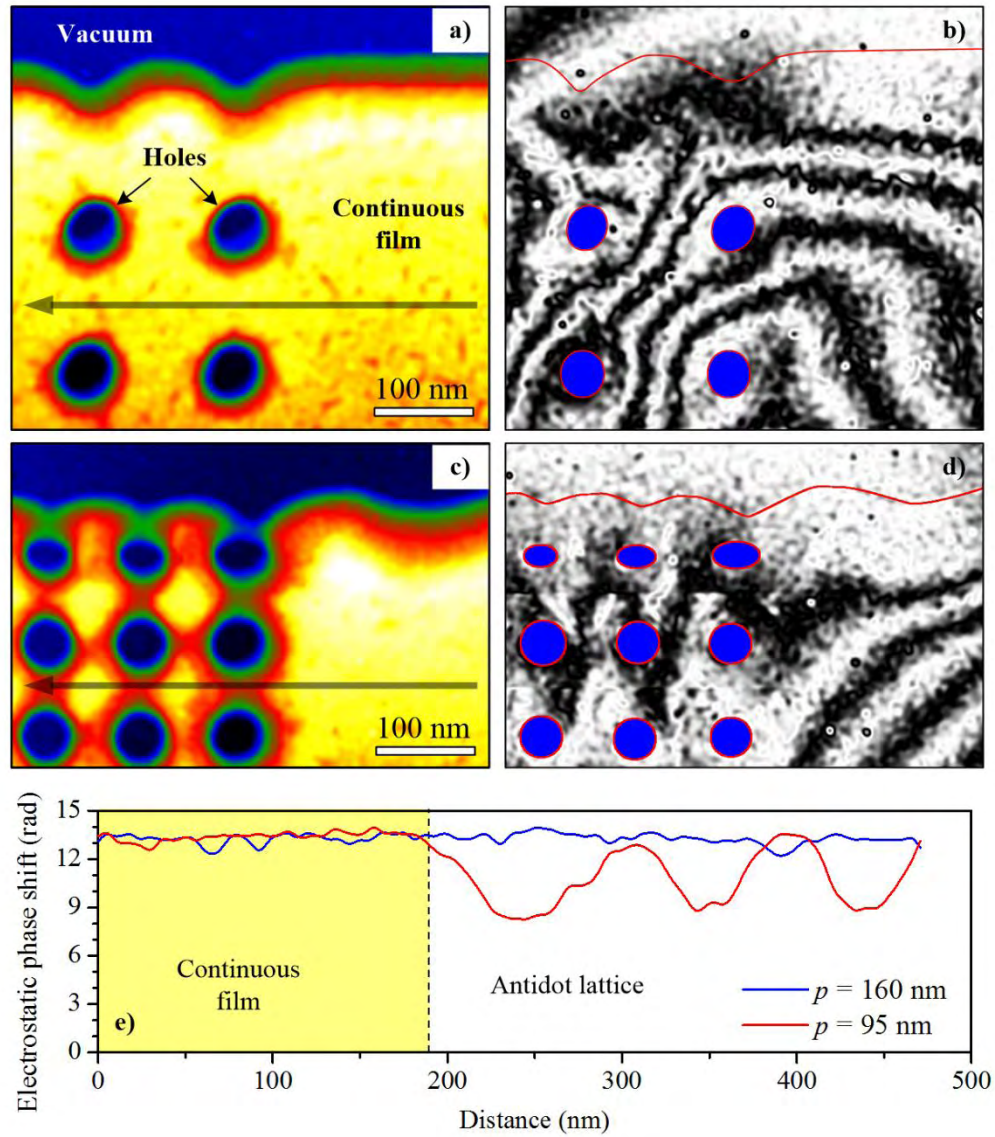 Vacuum
a)
Holes
Continuous
film
100 nm
b)
c)
100 nm
d)
15
12
9
6
3
0
Electrostatic phase shift (rad)
Continuous
film
e)
Antidot lattice
p = 160 nm
p = 95 nm
0
100
200
300
400
500
Distance (nm)